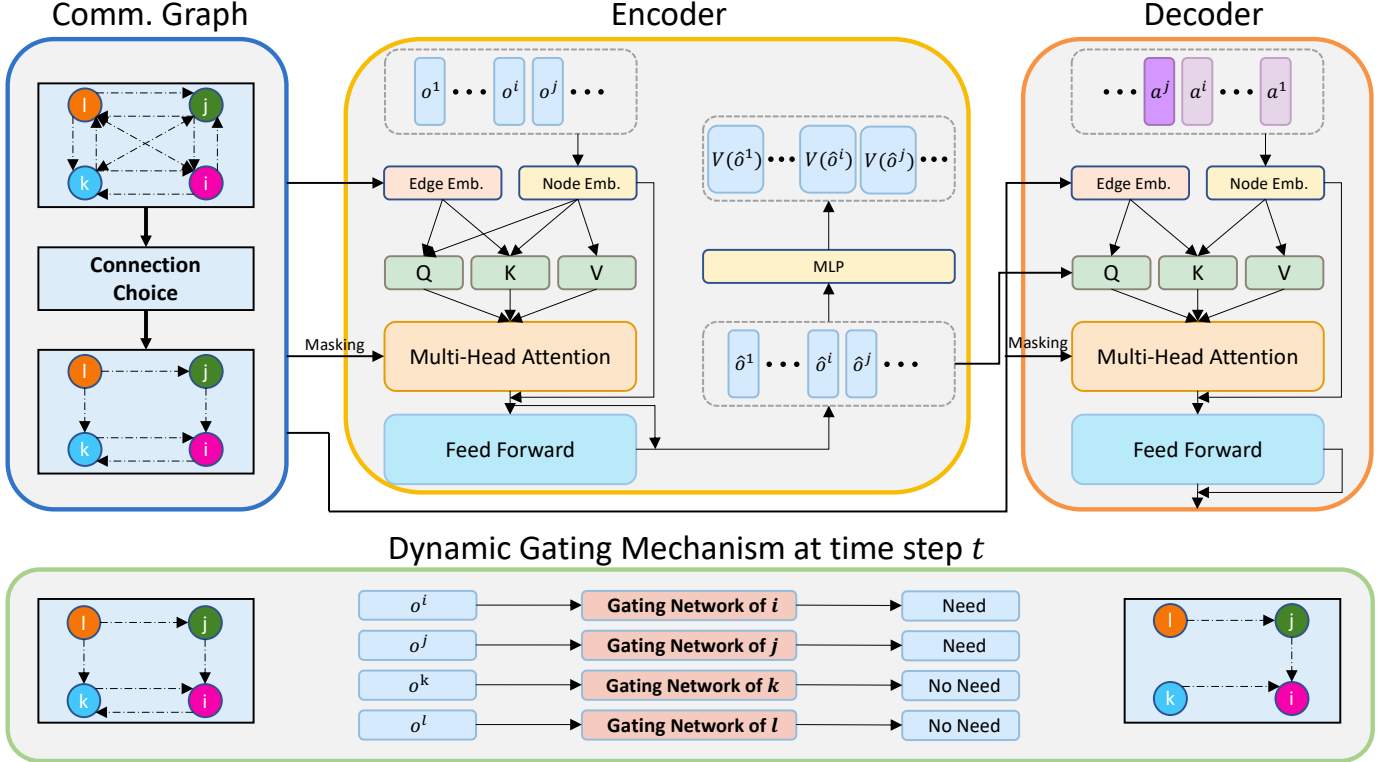 Comm. Graph
l
j
k
i
Connection
Choice
l
j
k
i
Encoder
o¹ ••• oⁱ oʲ •••
Edge Emb.
Node Emb.
Q
K
V
Masking
Multi-Head Attention
Feed Forward
V(ô¹) ••• V(ôⁱ) V(ôʲ) •••
MLP
ô¹ ••• ôⁱ ôʲ •••
Decoder
••• aʲ aⁱ ••• a¹
Edge Emb.
Node Emb.
Q
K
V
Masking
Multi-Head Attention
Feed Forward
Dynamic Gating Mechanism at time step t
l
j
k
i
oⁱ
Gating Network of i
Need
oʲ
Gating Network of j
Need
oᵏ
Gating Network of k
No Need
oˡ
Gating Network of l
No Need
l
j
k
i